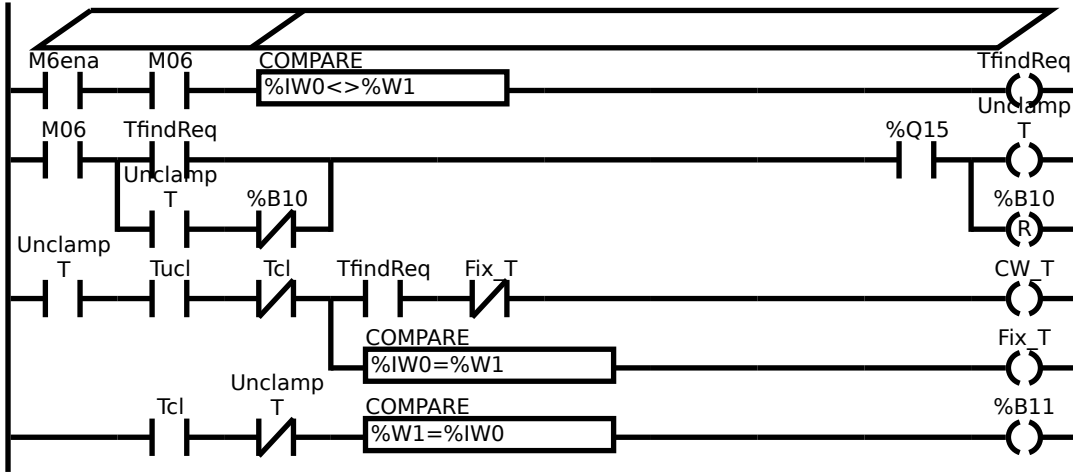 M6ena M06 COMPARE TfindReq
%IW0<>%W1
M06 TfindReq %Q15 Unclamp
T
Unclamp
T %B10 %B10
R
Unclamp
T Tucl Tcl TfindReq Fix_T CW_T
COMPARE Fix_T
%IW0=%W1
Tcl Unclamp
T COMPARE %B11
%W1=%IW0